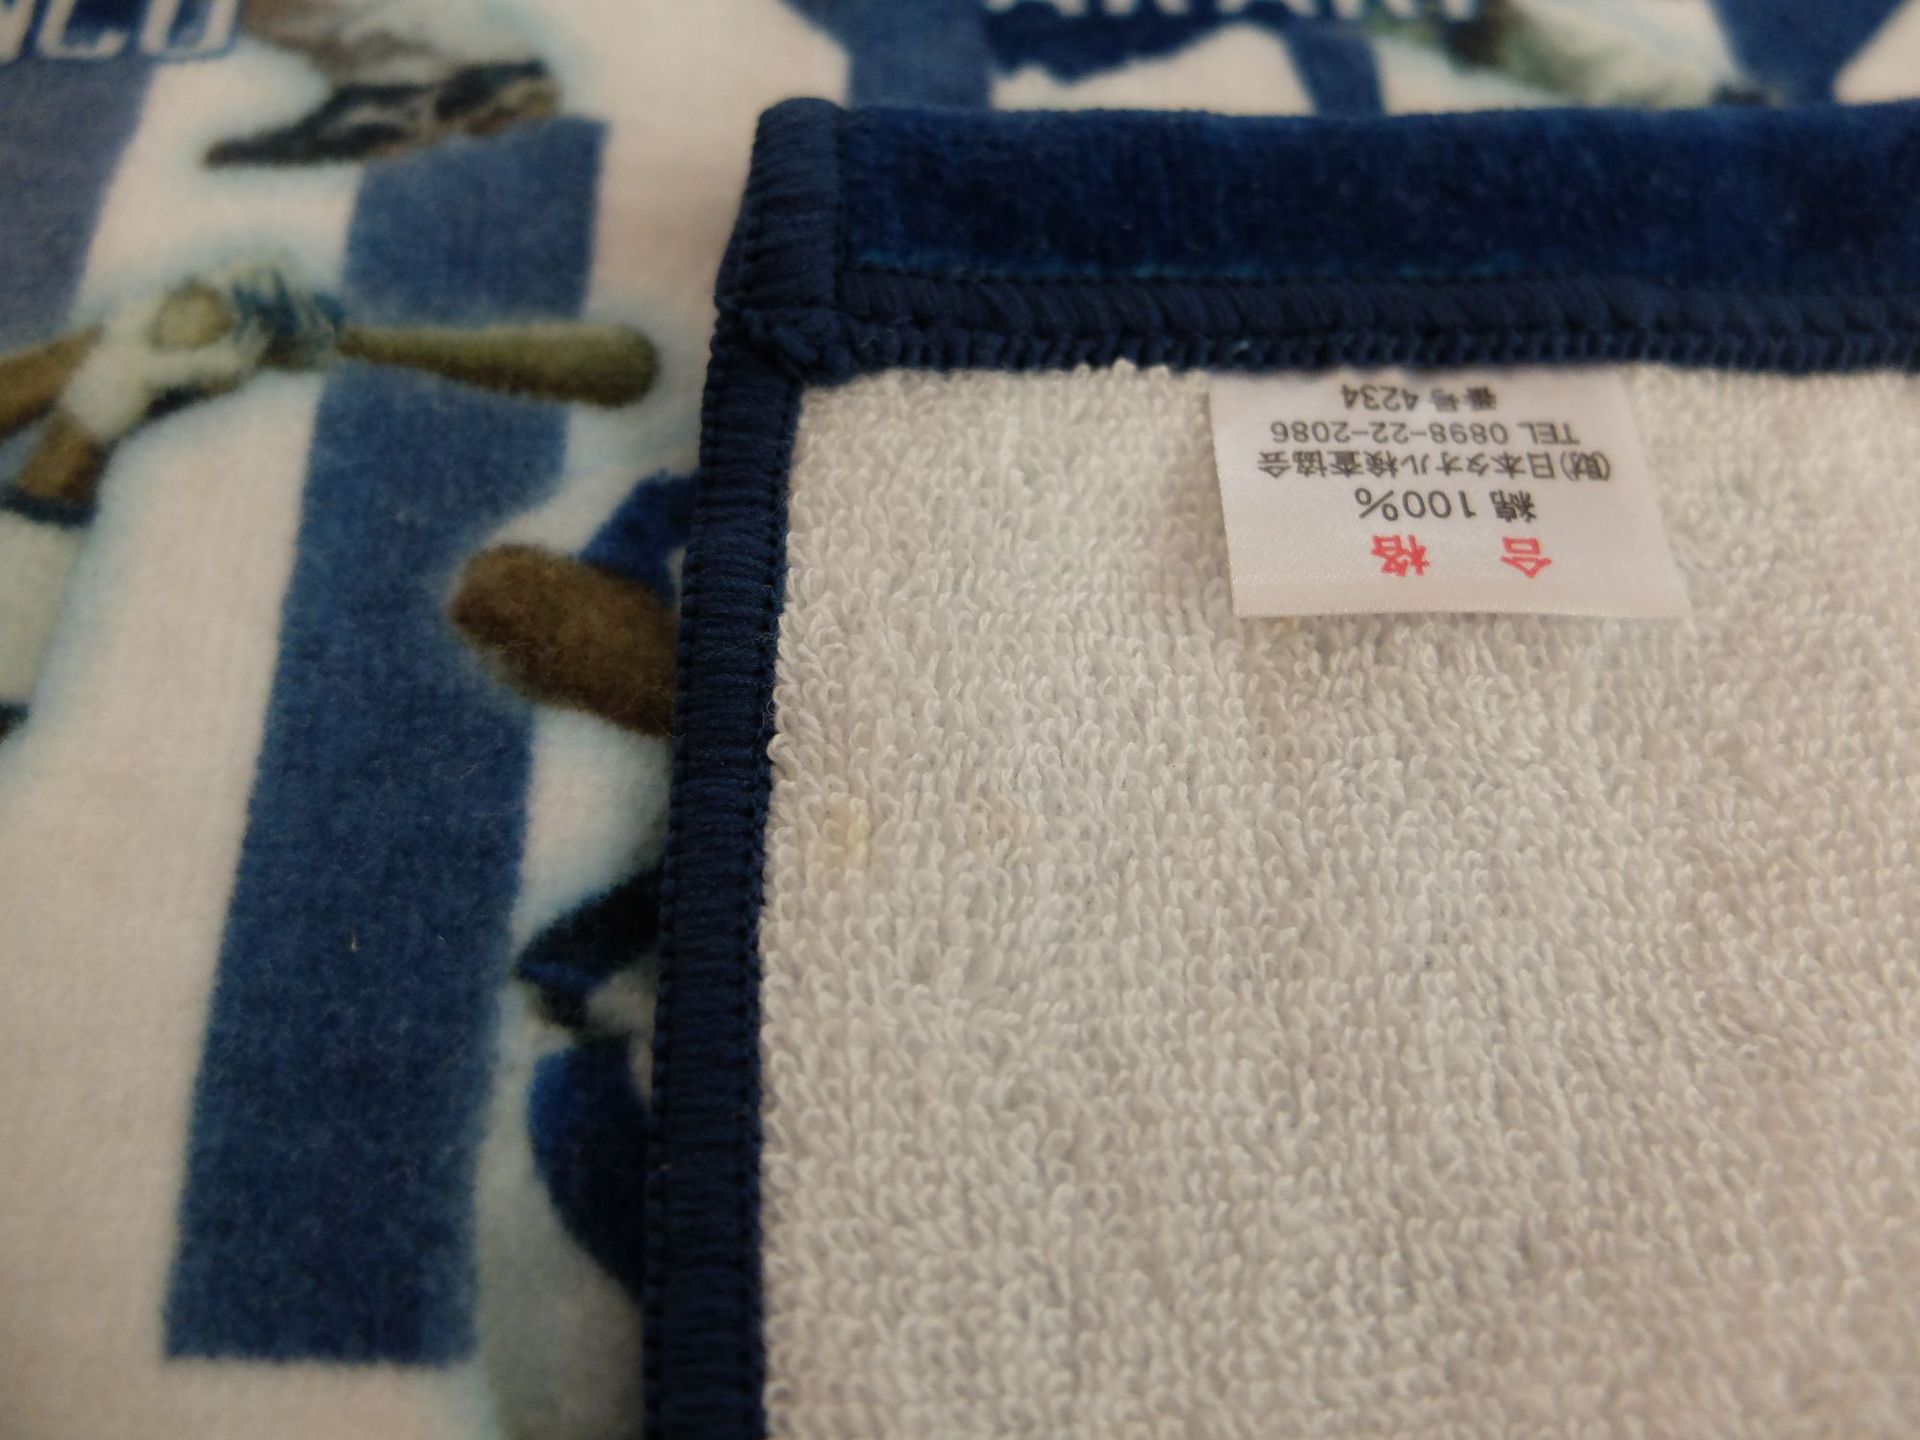 合格
綿 100%
(財)日本タオル検査協会
TEL 0898-22-2086
番号 4234